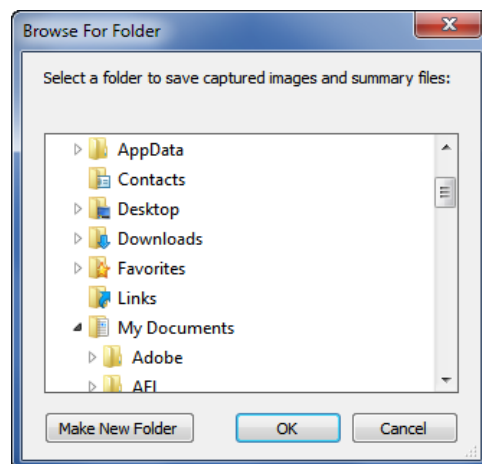 Browse For Folder
Select a folder to save captured images and summary files:
AppData
Contacts
Desktop
Downloads
Favorites
Links
My Documents
Adobe
Make New Folder
OK
Cancel